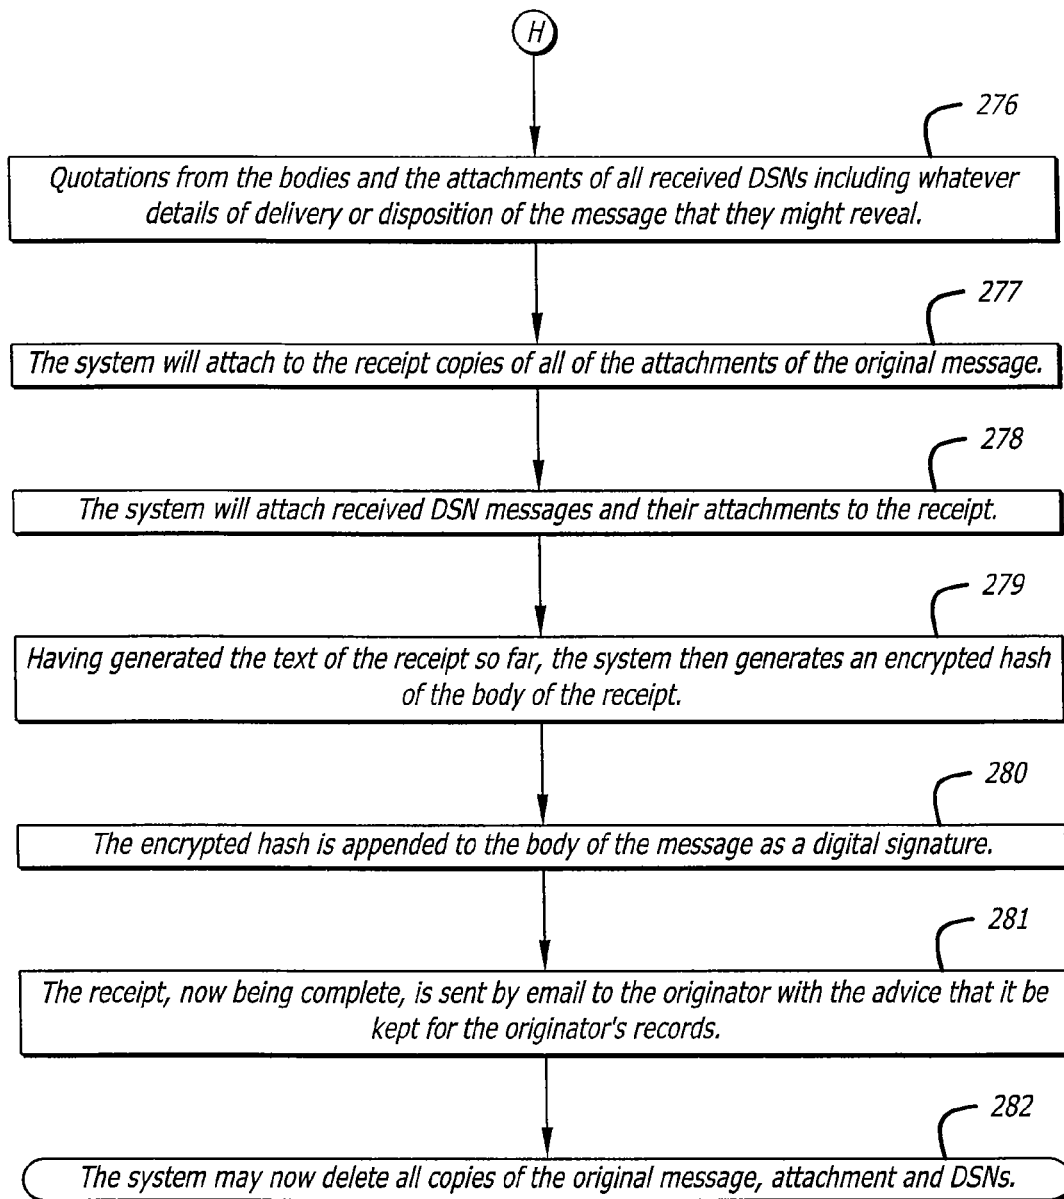 H
276
Quotations from the bodies and the attachments of all received DSNs including whatever
details of delivery or disposition of the message that they might reveal.
277
The system will attach to the receipt copies of all of the attachments of the original message.
278
The system will attach received DSN messages and their attachments to the receipt.
279
Having generated the text of the receipt so far, the system then generates an encrypted hash
of the body of the receipt.
280
The encrypted hash is appended to the body of the message as a digital signature.
281
The receipt, now being complete, is sent by email to the originator with the advice that it be
kept for the originator's records.
282
The system may now delete all copies of the original message, attachment and DSNs.